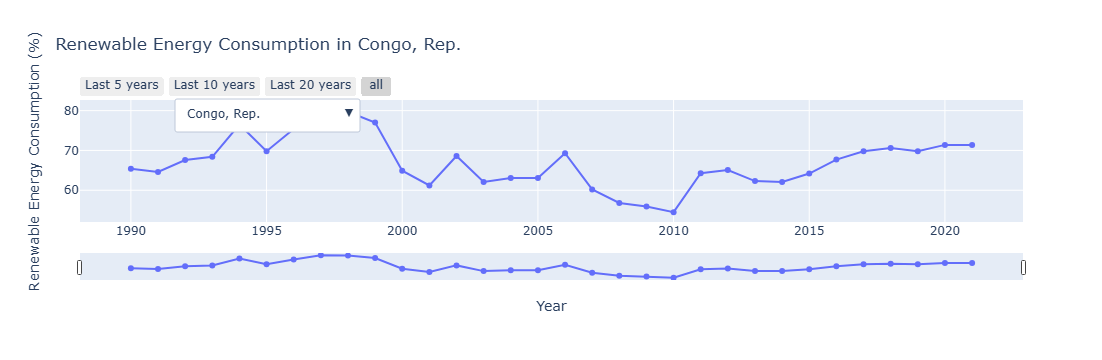 Renewable Energy Consumption in Congo, Rep.
Last 5 years Last 10 years Last 20 years all
Congo, Rep. ▼
Renewable Energy Consumption (%)
80
70
60
1990 1995 2000 2005 2010 2015 2020
Year